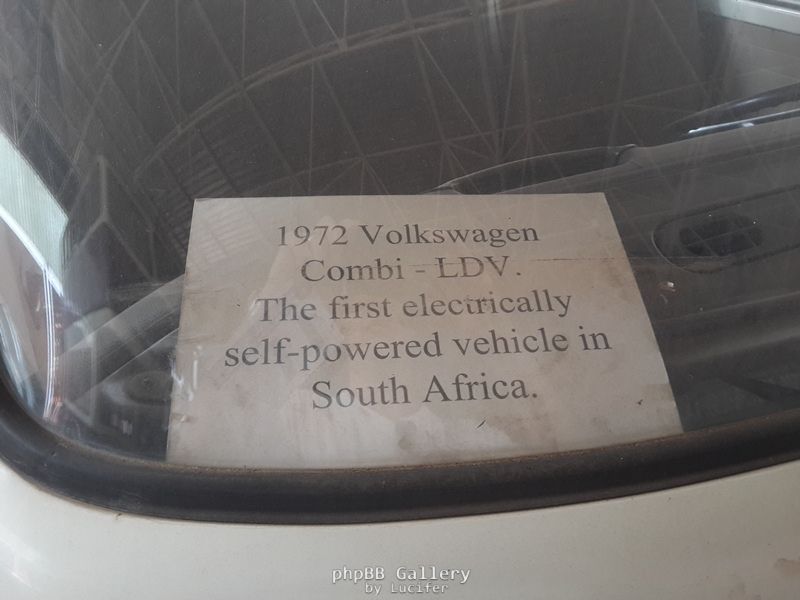 1972 Volkswagen
Combi - LDV.
The first electrically
self-powered vehicle in
South Africa.
phpBB Gallery
by Lucifer